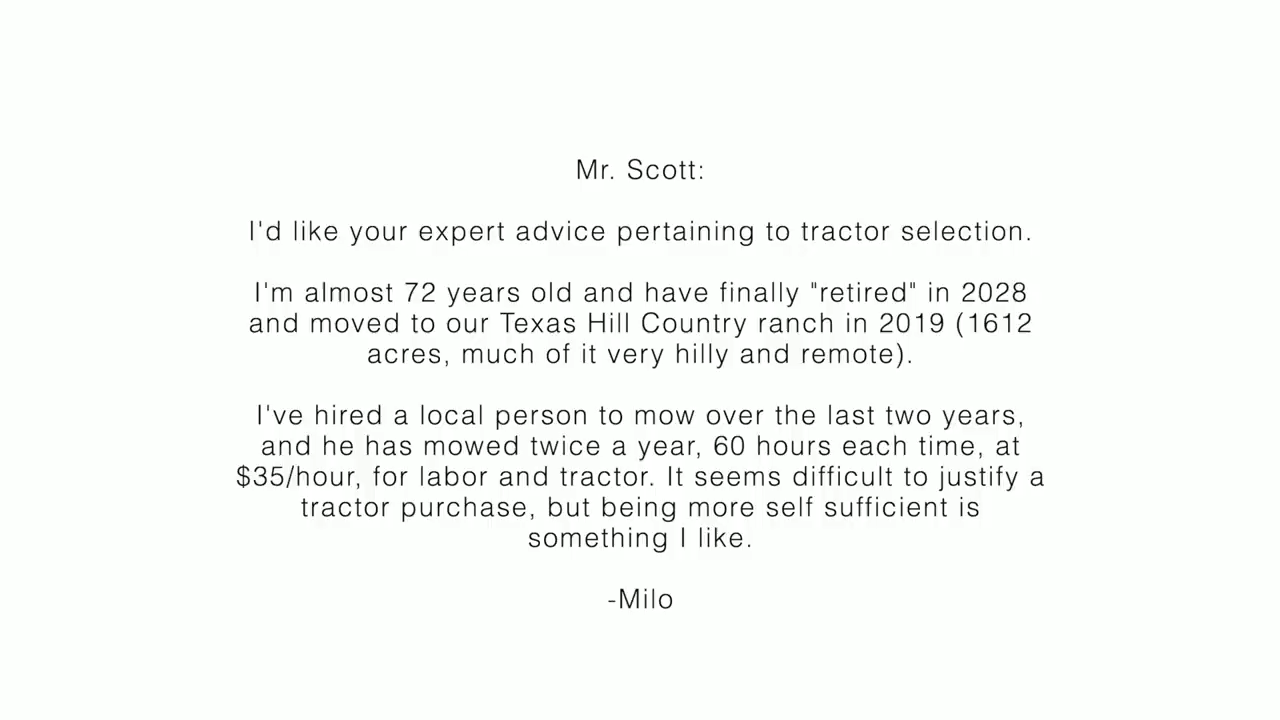 Mr. Scott:
I'd like your expert advice pertaining to tractor selection.
I'm almost 72 years old and have finally "retired" in 2028
and moved to our Texas Hill Country ranch in 2019 (1612
acres, much of it very hilly and remote).
I've hired a local person to mow over the last two years,
and he has mowed twice a year, 60 hours each time, at
$35/hour, for labor and tractor. It seems difficult to justify a
tractor purchase, but being more self sufficient is
something I like.
-Milo